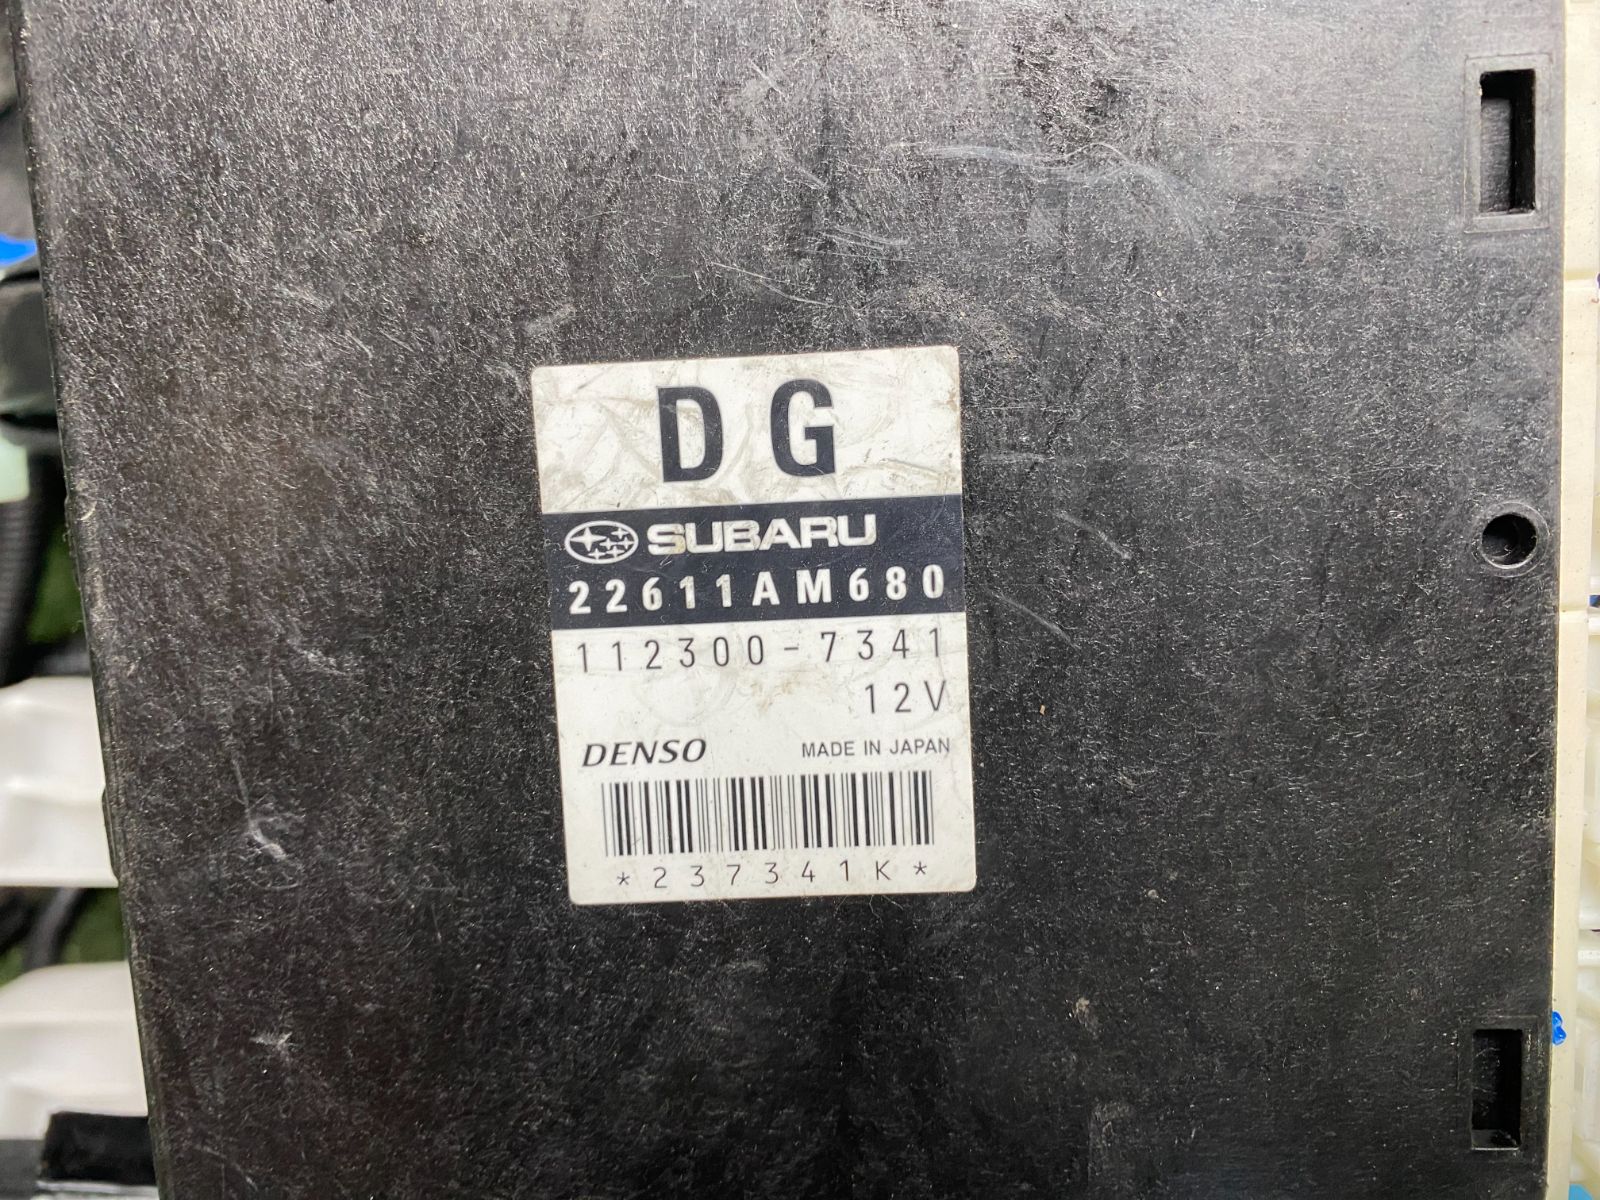 DG
SUBARU
22611AM680
112300-7341
12V
DENSO MADE IN JAPAN
*237341K*